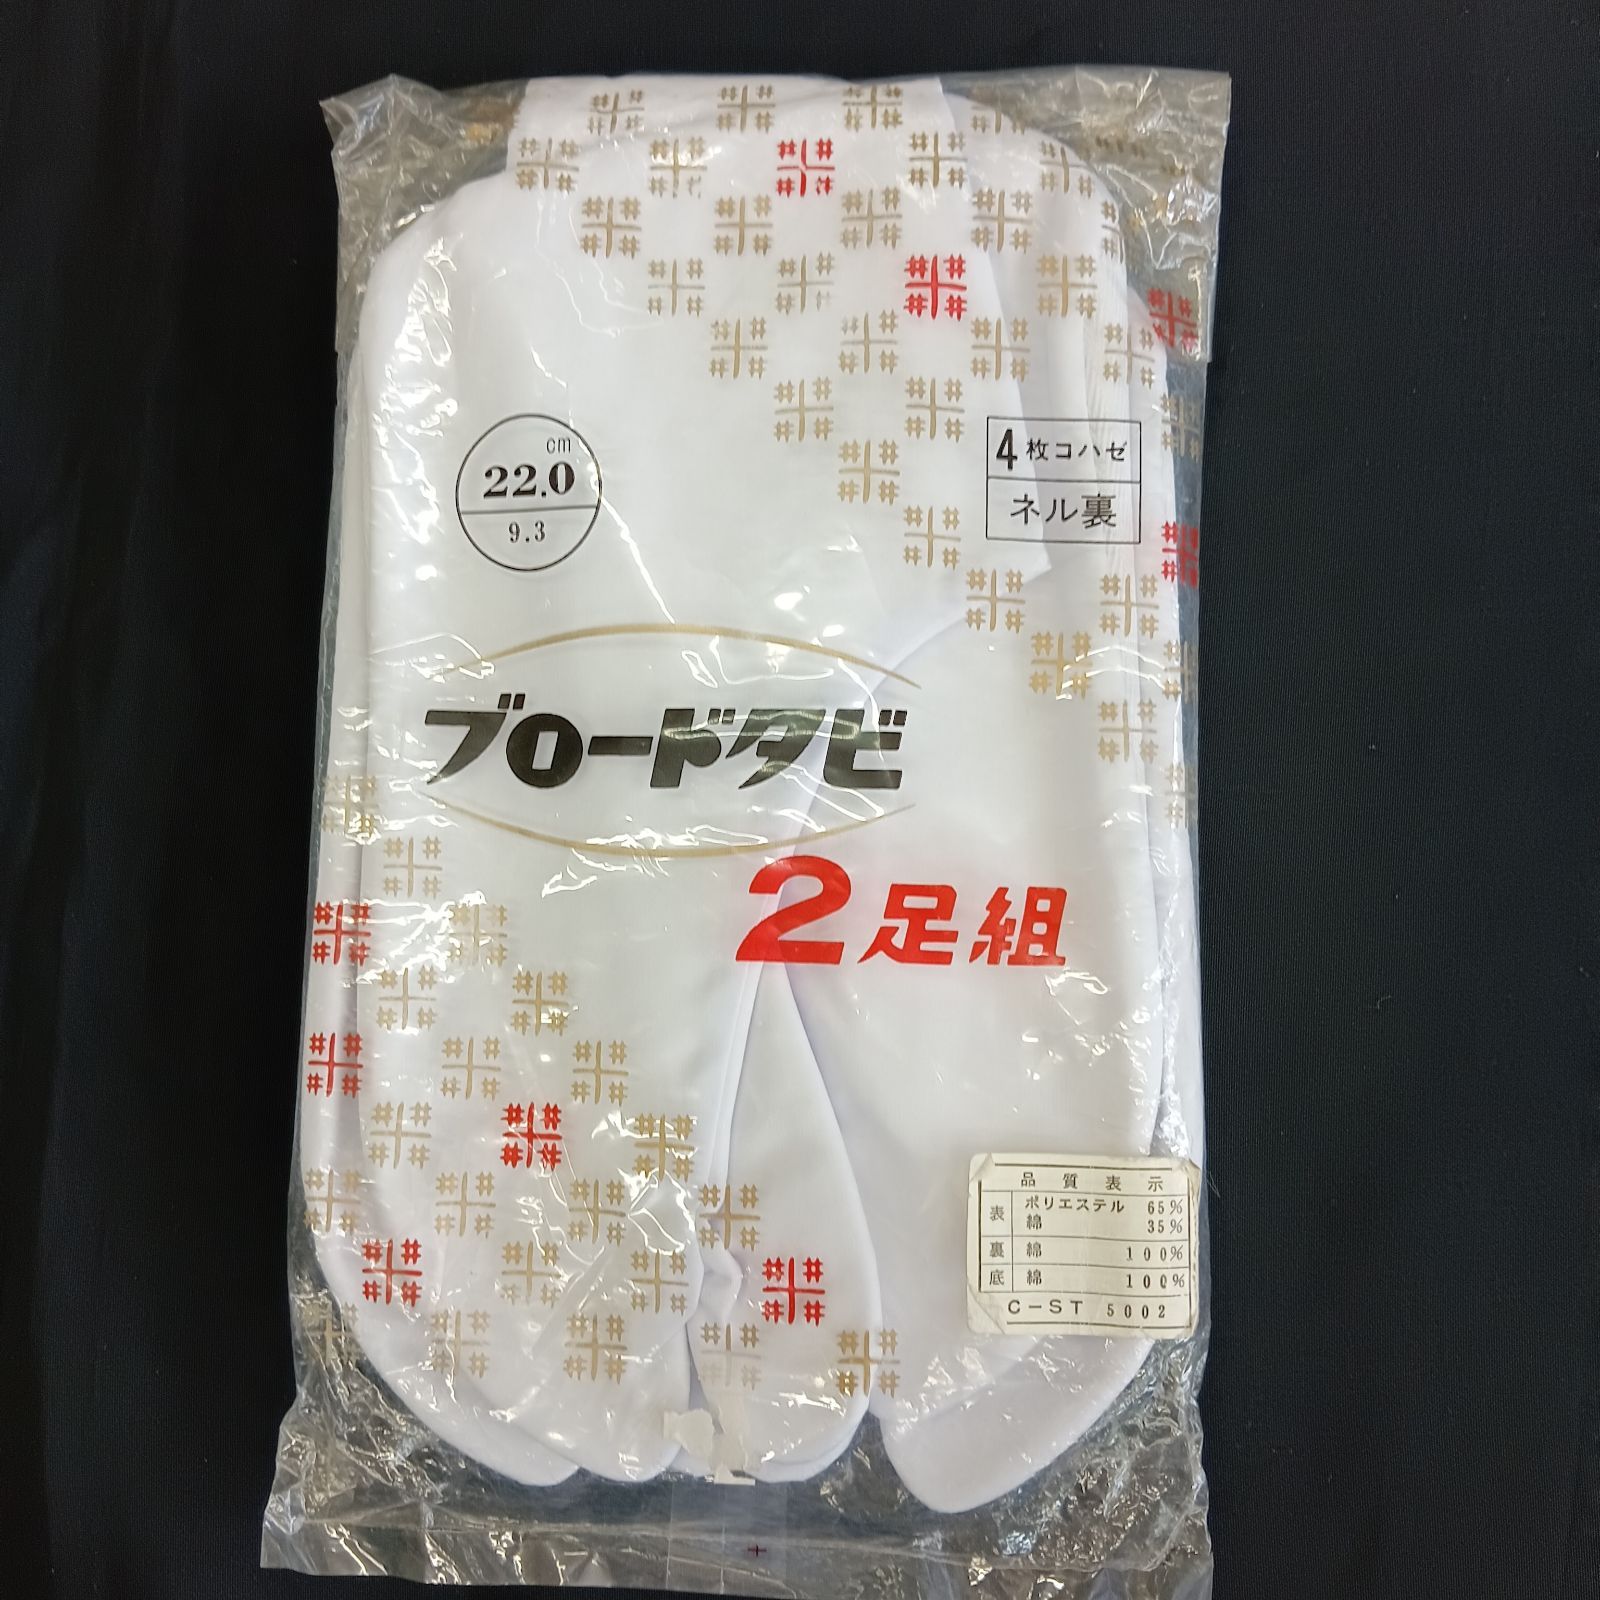 cm
22.0
9.3
4枚コハゼ
ネル裏
ブロードタビ
2足組
品質表示
表 ポリエステル 65%
綿 35%
裏 綿 100%
底 綿 100%
C-ST 5002